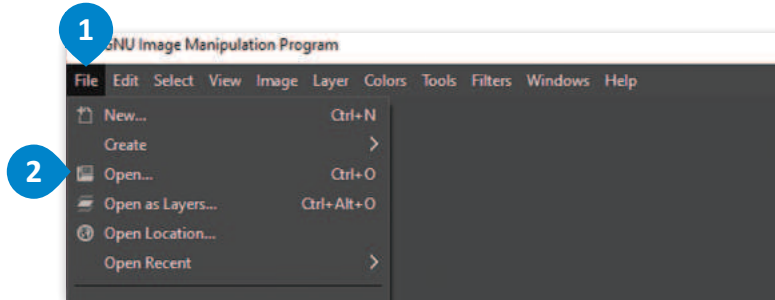 1
GNU Image Manipulation Program
File Edit Select View Image Layer Colors Tools Filters Windows Help
New... Ctrl+N
Create
2
Open... Ctrl+O
Open as Layers... Ctrl+Alt+O
Open Location...
Open Recent